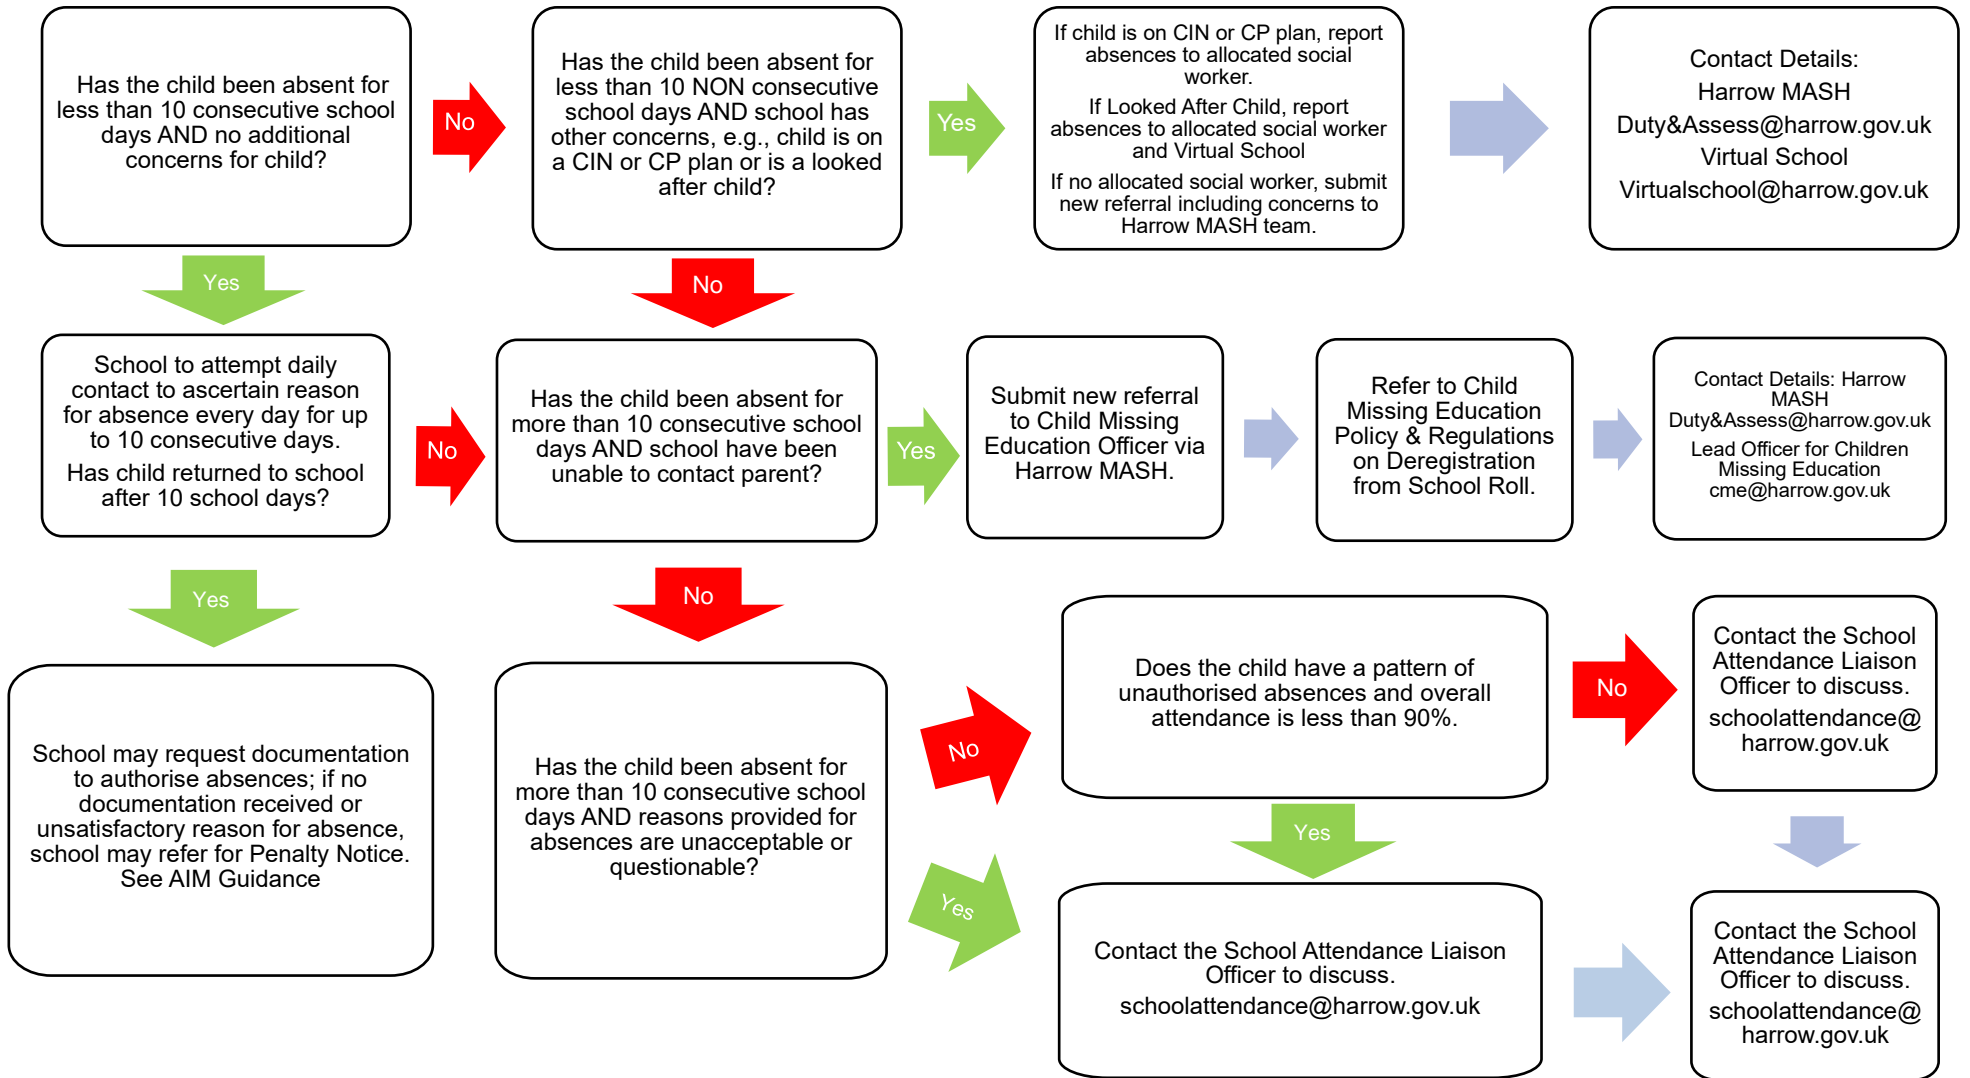 Has the child been absent for
less than 10 consecutive school
days AND no additional
concerns for child?
No
Has the child been absent for
less than 10 NON consecutive
school days AND school has
other concerns, e.g., child is on
a CIN or CP plan or is a looked
after child?
Yes
If child is on CIN or CP plan, report
absences to allocated social
worker.
If Looked After Child, report
absences to allocated social worker
and Virtual School
If no allocated social worker, submit
new referral including concerns to
Harrow MASH team.
Contact Details:
Harrow MASH
Duty&Assess@harrow.gov.uk
Virtual School
Virtualschool@harrow.gov.uk
Yes
No
School to attempt daily
contact to ascertain reason
for absence every day for up
to 10 consecutive days.
Has child returned to school
after 10 school days?
No
Has the child been absent for
more than 10 consecutive school
days AND school have been
unable to contact parent?
Yes
Submit new referral
to Child Missing
Education Officer via
Harrow MASH.
Refer to Child
Missing Education
Policy & Regulations
on Deregistration
from School Roll.
Contact Details: Harrow
MASH
Duty&Assess@harrow.gov.uk
Lead Officer for Children
Missing Education
cme@harrow.gov.uk
Yes
No
School may request documentation
to authorise absences; if no
documentation received or
unsatisfactory reason for absence,
school may refer for Penalty Notice.
See AIM Guidance
Has the child been absent for
more than 10 consecutive school
days AND reasons provided for
absences are unacceptable or
questionable?
No
Does the child have a pattern of
unauthorised absences and overall
attendance is less than 90%.
No
Contact the School
Attendance Liaison
Officer to discuss.
schoolattendance@
harrow.gov.uk
Yes
Yes
Contact the School Attendance Liaison
Officer to discuss.
schoolattendance@harrow.gov.uk
Contact the School
Attendance Liaison
Officer to discuss.
schoolattendance@
harrow.gov.uk